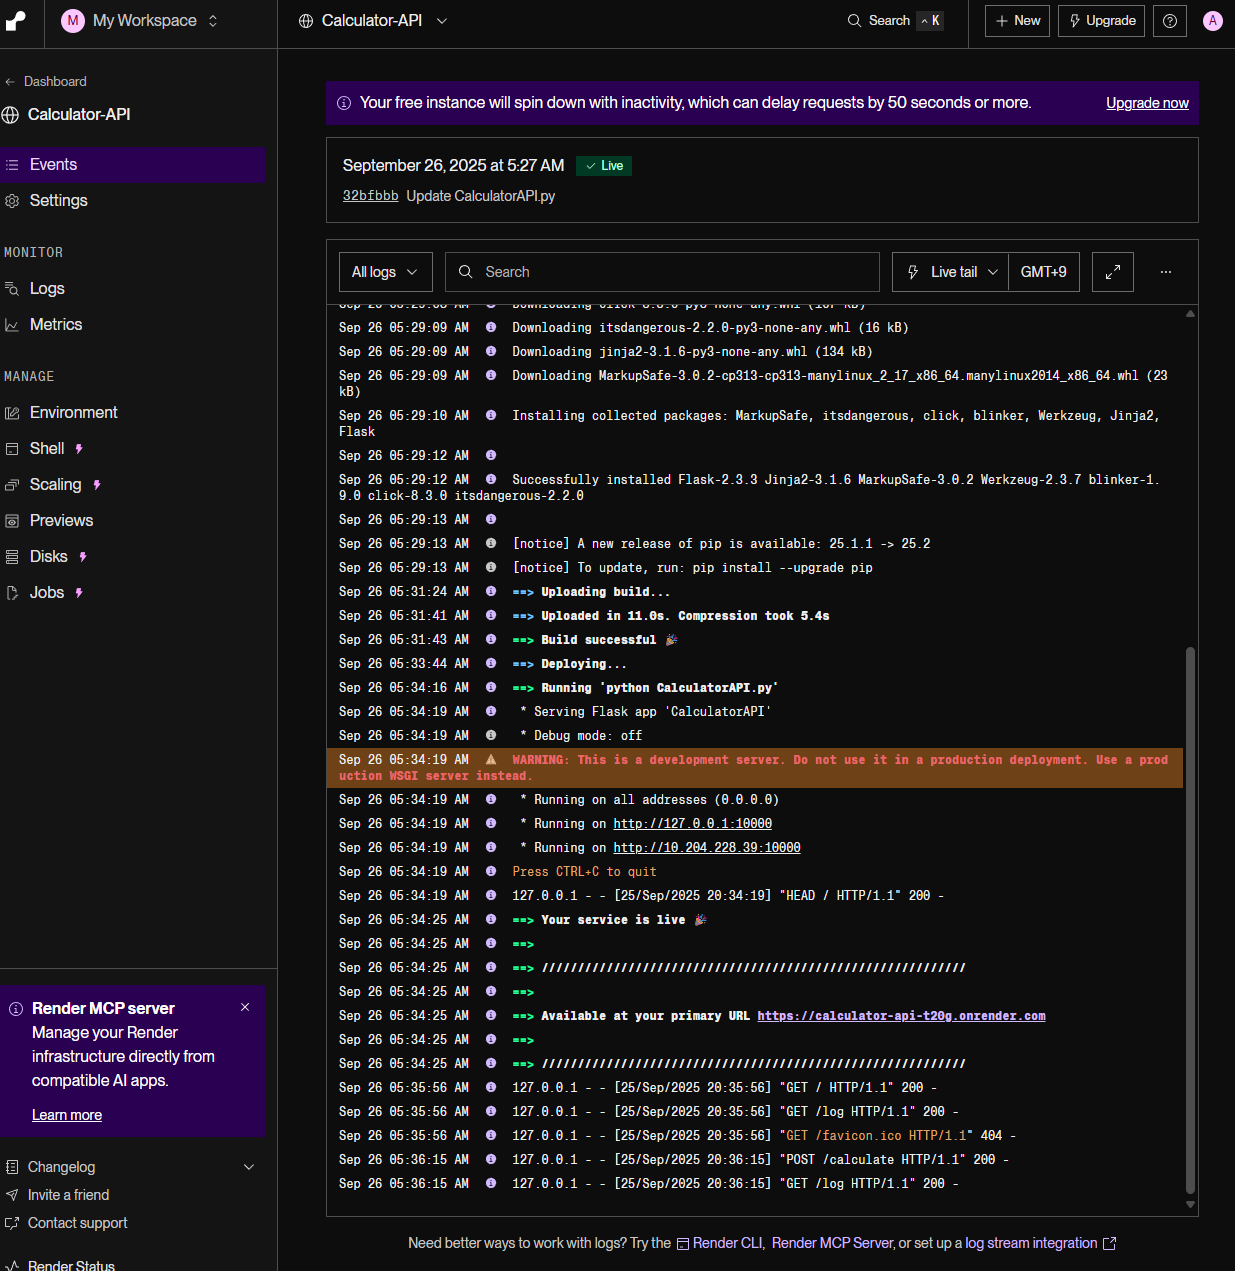 M My Workspace
Calculator-API
Search
K
New
Upgrade
A
Dashboard
Calculator-API
Events
Settings
MONITOR
Logs
Metrics
MANAGE
Environment
Shell
Scaling
Previews
Disks
Jobs
Render MCP server
Manage your Render
infrastructure directly from
compatible AI apps.
Learn more
Changelog
Invite a friend
Contact support
Render Status
Your free instance will spin down with inactivity, which can delay requests by 50 seconds or more.
Upgrade now
September 26, 2025 at 5:27 AM
Live
32bfbbb Update CalculatorAPI.py
All logs
Search
Live tail
GMT+9
Sep 26 05:29:09 AM Downloading itsdangerous-2.2.0-py3-none-any.whl (16 kB)
Sep 26 05:29:09 AM Downloading jinja2-3.1.6-py3-none-any.whl (134 kB)
Sep 26 05:29:09 AM Downloading MarkupSafe-3.0.2-cp313-cp313-manylinux_2_17_x86_64.manylinux2014_x86_64.whl (23
kB)
Sep 26 05:29:10 AM Installing collected packages: MarkupSafe, itsdangerous, click, blinker, Werkzeug, Jinja2,
Flask
Sep 26 05:29:12 AM
Sep 26 05:29:12 AM Successfully installed Flask-2.3.3 Jinja2-3.1.6 MarkupSafe-3.0.2 Werkzeug-2.3.7 blinker-1.
9.0 click-8.3.0 itsdangerous-2.2.0
Sep 26 05:29:13 AM
Sep 26 05:29:13 AM [notice] A new release of pip is available: 25.1.1 -> 25.2
Sep 26 05:29:13 AM [notice] To update, run: pip install --upgrade pip
Sep 26 05:31:24 AM ==> Uploading build...
Sep 26 05:31:41 AM ==> Uploaded in 11.0s. Compression took 5.4s
Sep 26 05:31:43 AM ==> Build successful 🎉
Sep 26 05:33:44 AM ==> Deploying...
Sep 26 05:34:16 AM ==> Running 'python CalculatorAPI.py'
Sep 26 05:34:19 AM * Serving Flask app 'CalculatorAPI'
Sep 26 05:34:19 AM * Debug mode: off
Sep 26 05:34:19 AM WARNING: This is a development server. Do not use it in a production deployment. Use a prod
uction WSGI server instead.
Sep 26 05:34:19 AM * Running on all addresses (0.0.0.0)
Sep 26 05:34:19 AM * Running on http://127.0.0.1:10000
Sep 26 05:34:19 AM * Running on http://10.204.228.39:10000
Sep 26 05:34:19 AM Press CTRL+C to quit
Sep 26 05:34:19 AM 127.0.0.1 - - [25/Sep/2025 20:34:19] "HEAD / HTTP/1.1" 200 -
Sep 26 05:34:25 AM ==> Your service is live 🎉
Sep 26 05:34:25 AM ==>
Sep 26 05:34:25 AM ==> ///////////////////////////////////////////////////////////
Sep 26 05:34:25 AM ==>
Sep 26 05:34:25 AM ==> Available at your primary URL https://calculator-api-t20g.onrender.com
Sep 26 05:34:25 AM ==>
Sep 26 05:34:25 AM ==> ///////////////////////////////////////////////////////////
Sep 26 05:35:56 AM 127.0.0.1 - - [25/Sep/2025 20:35:56] "GET / HTTP/1.1" 200 -
Sep 26 05:35:56 AM 127.0.0.1 - - [25/Sep/2025 20:35:56] "GET /log HTTP/1.1" 200 -
Sep 26 05:35:56 AM 127.0.0.1 - - [25/Sep/2025 20:35:56] "GET /favicon.ico HTTP/1.1" 404 -
Sep 26 05:36:15 AM 127.0.0.1 - - [25/Sep/2025 20:36:15] "POST /calculate HTTP/1.1" 200 -
Sep 26 05:36:15 AM 127.0.0.1 - - [25/Sep/2025 20:36:15] "GET /log HTTP/1.1" 200 -
Need better ways to work with logs? Try the Render CLI, Render MCP Server, or set up a log stream integration